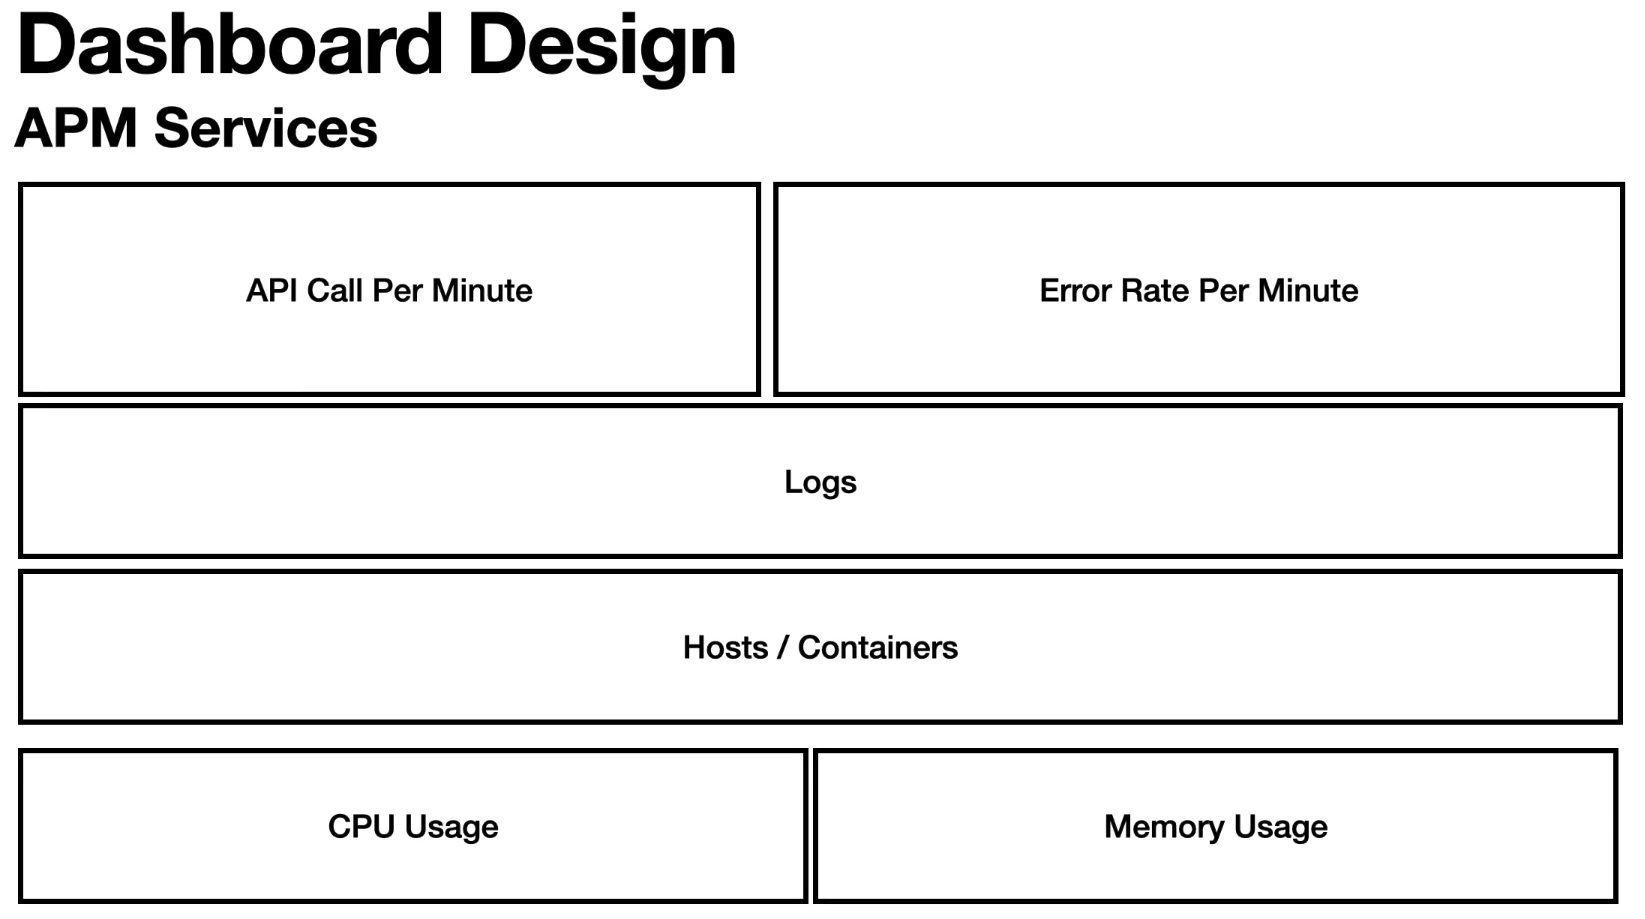 Dashboard Design
APM Services
API Call Per Minute
Error Rate Per Minute
Logs
Hosts / Containers
CPU Usage
Memory Usage